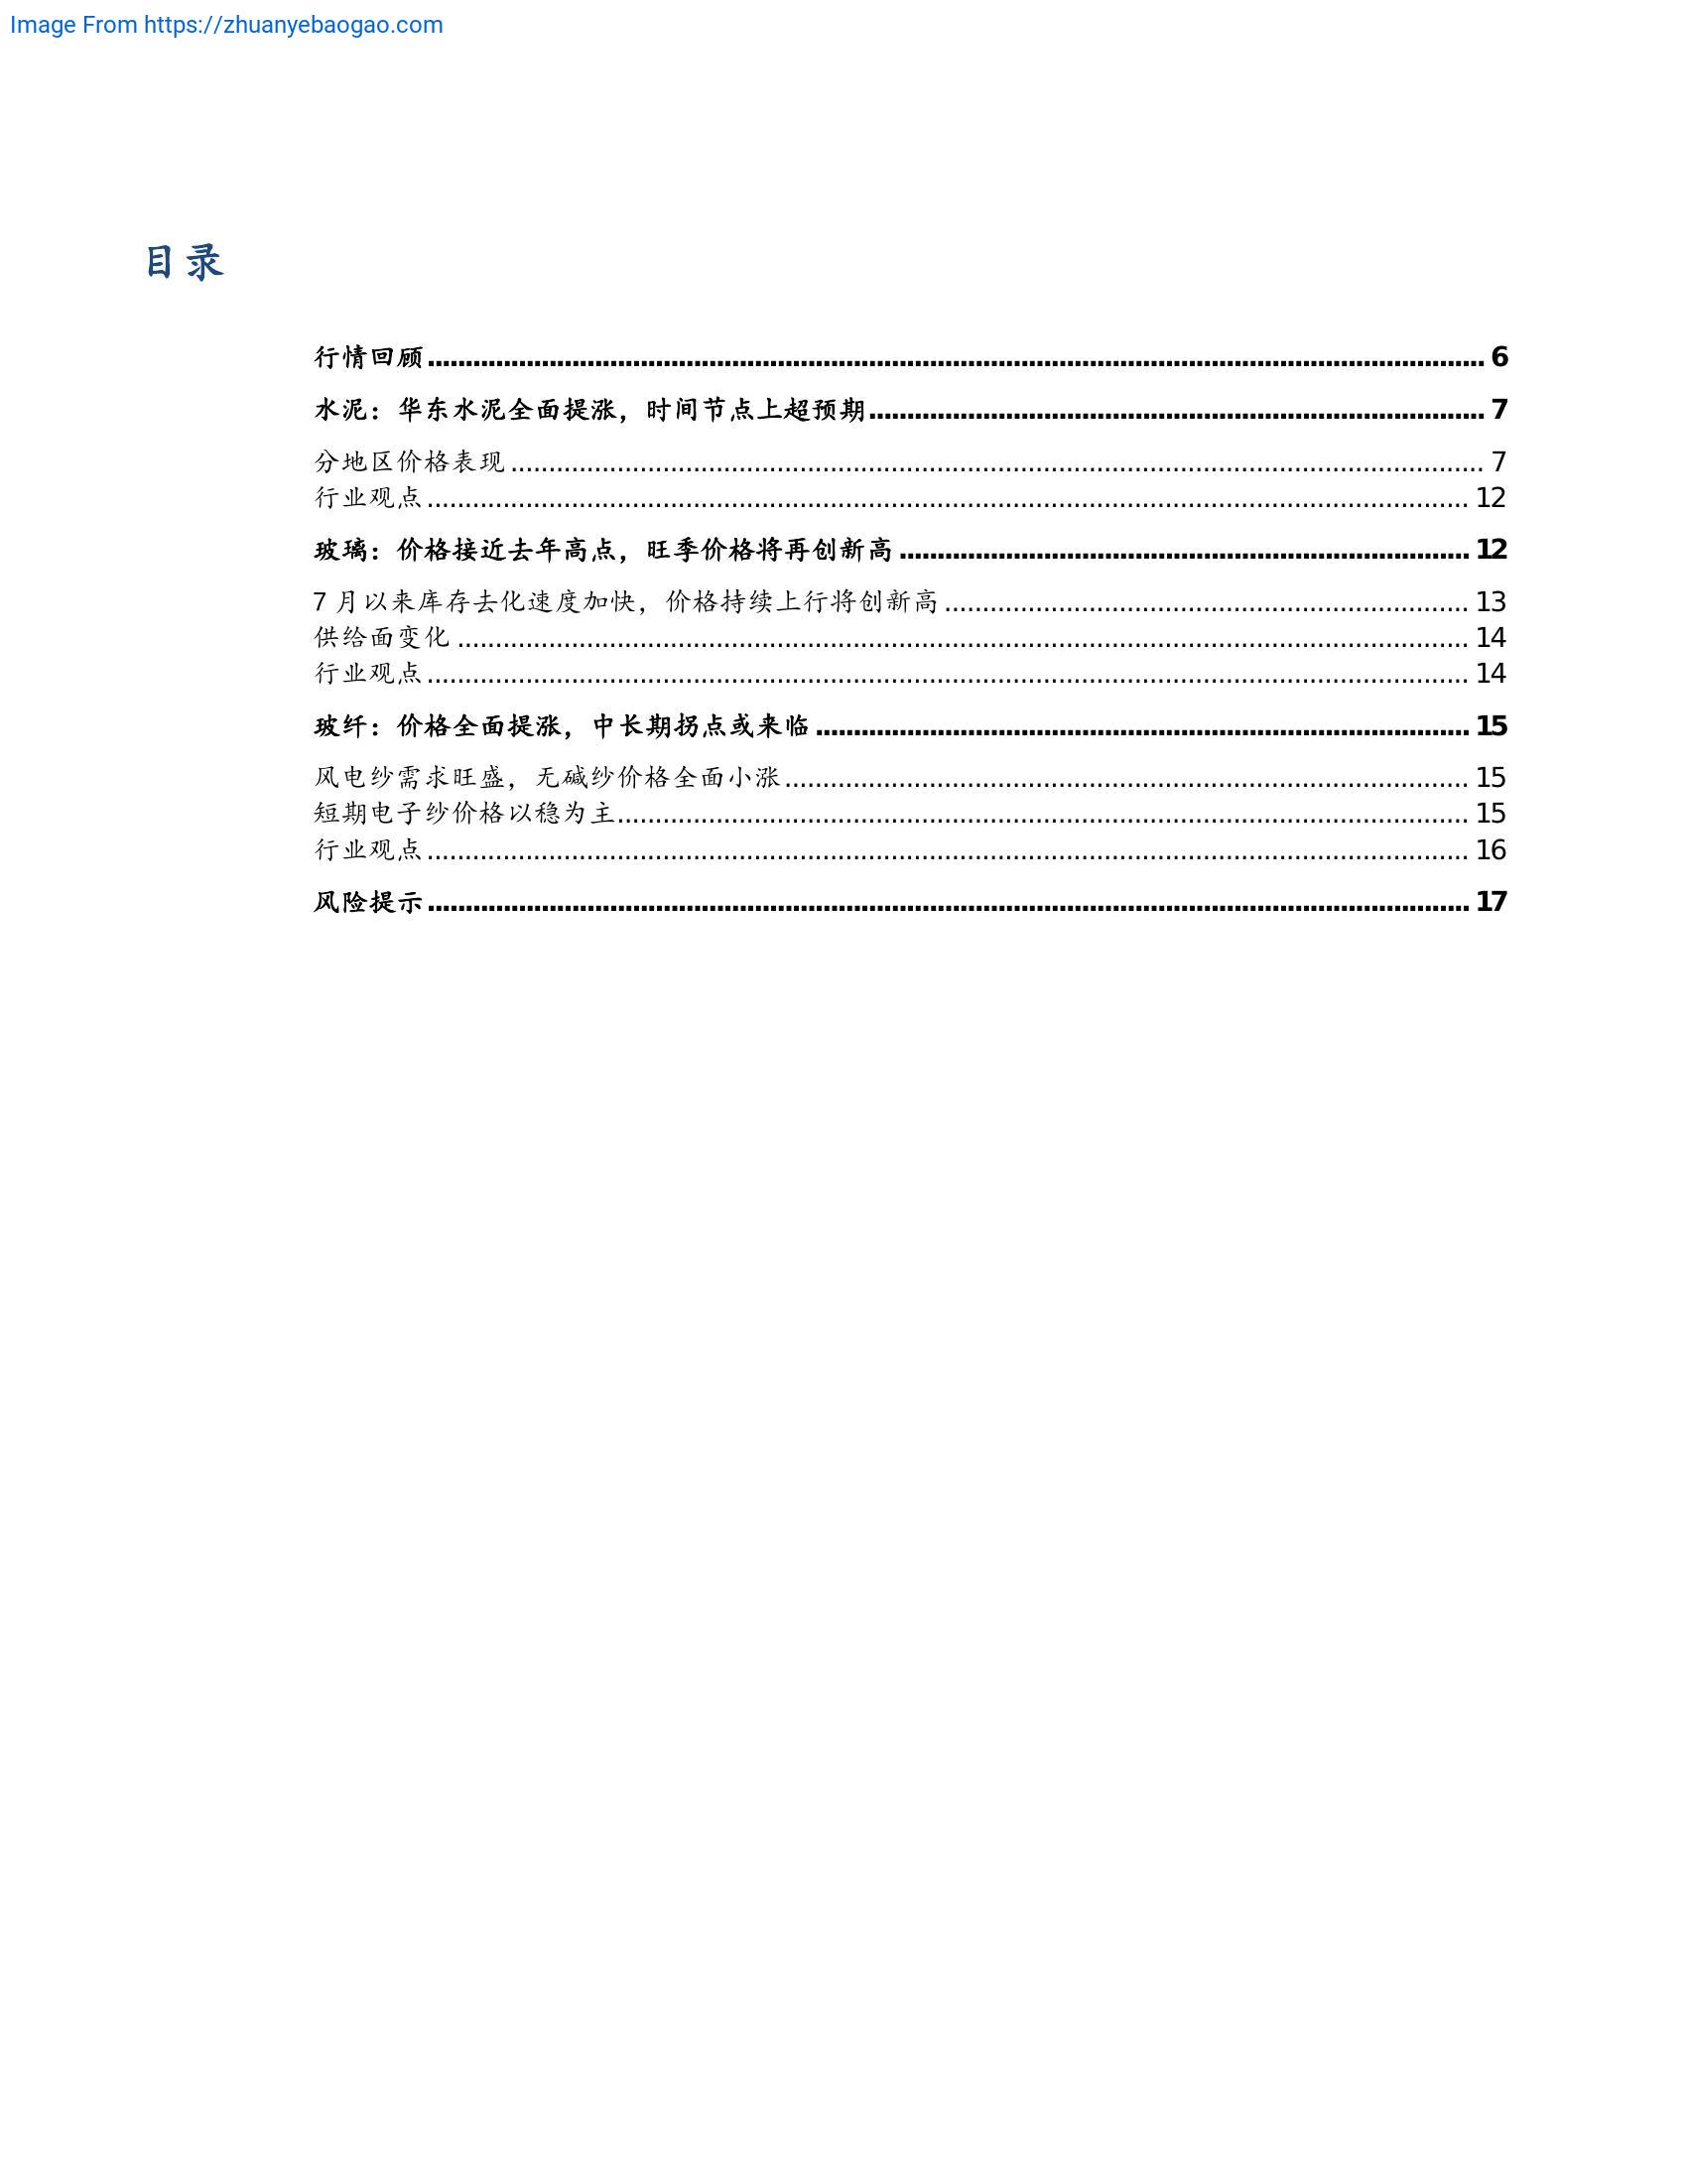 Image From https://zhuanyebaogao.com
目录
行情回顾........................................ 6
水泥：华东水泥全面提涨，时间节点上超预期........................................ 7
分地区价格表现........................................ 7
行业观点........................................ 12
玻璃：价格接近去年高点，旺季价格将再创新高........................................ 12
7 月以来库存去化速度加快，价格持续上行将创新高........................................ 13
供给面变化........................................ 14
行业观点........................................ 14
玻纤：价格全面提涨，中长期拐点或来临........................................ 15
风电纱需求旺盛，无碱纱价格全面小涨........................................ 15
短期电子纱价格以稳为主........................................ 15
行业观点........................................ 16
风险提示........................................ 17